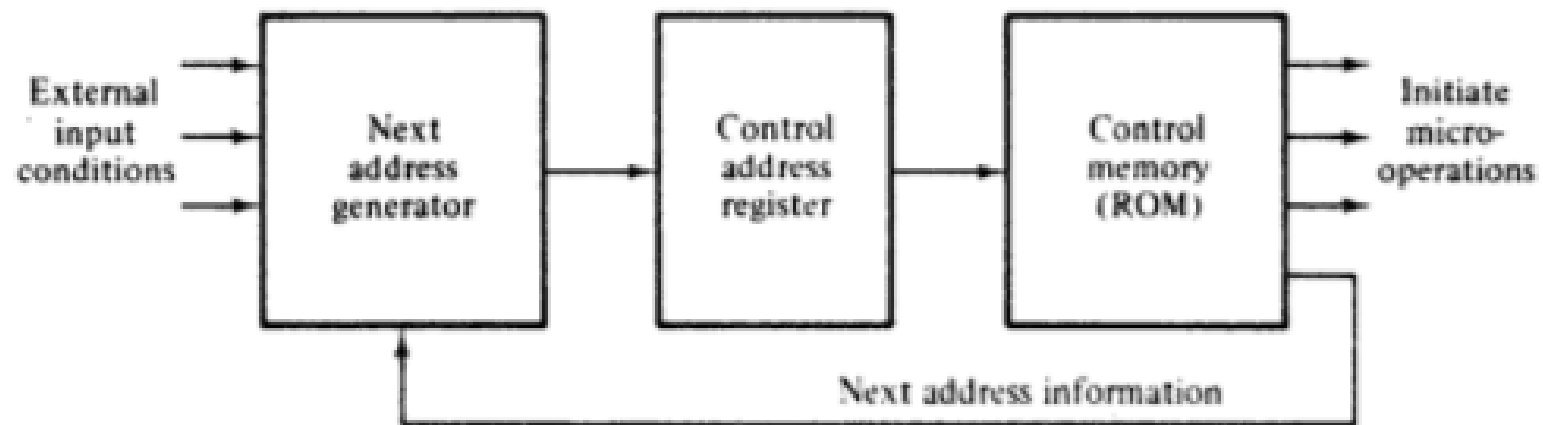 External
input
conditions
Next
address
generator
Control
address
register
Control
memory
(ROM)
Initiate
micro-
operations
Next address information